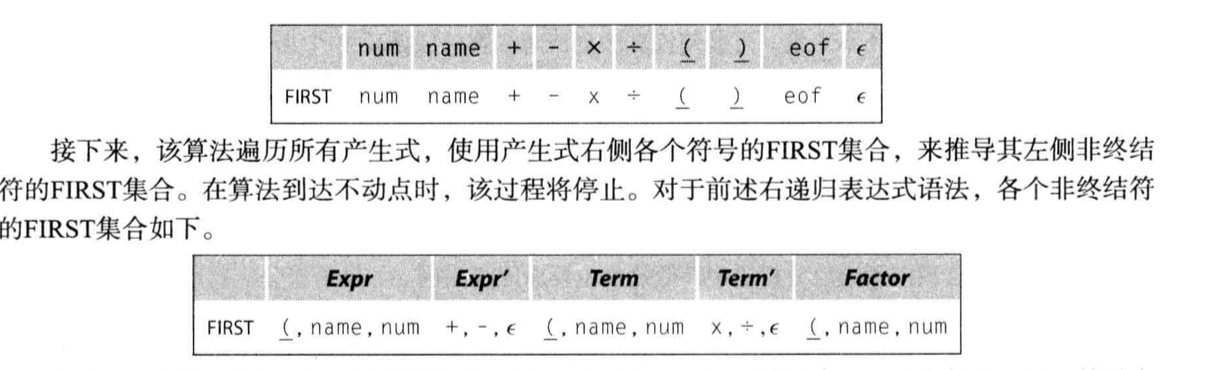 num name + - × ÷ ( ) eof ϵ
FIRST num name + - x ÷ ( ) eof ϵ
接下来，该算法遍历所有产生式，使用产生式右侧各个符号的FIRST集合，来推导其左侧非终结
符的FIRST集合。在算法到达不动点时，该过程将停止。对于前述右递归表达式语法，各个非终结符
的FIRST集合如下。
Expr Expr′ Term Term′ Factor
FIRST (, name, num +, -, ϵ (, name, num x, ÷, ϵ (, name, num